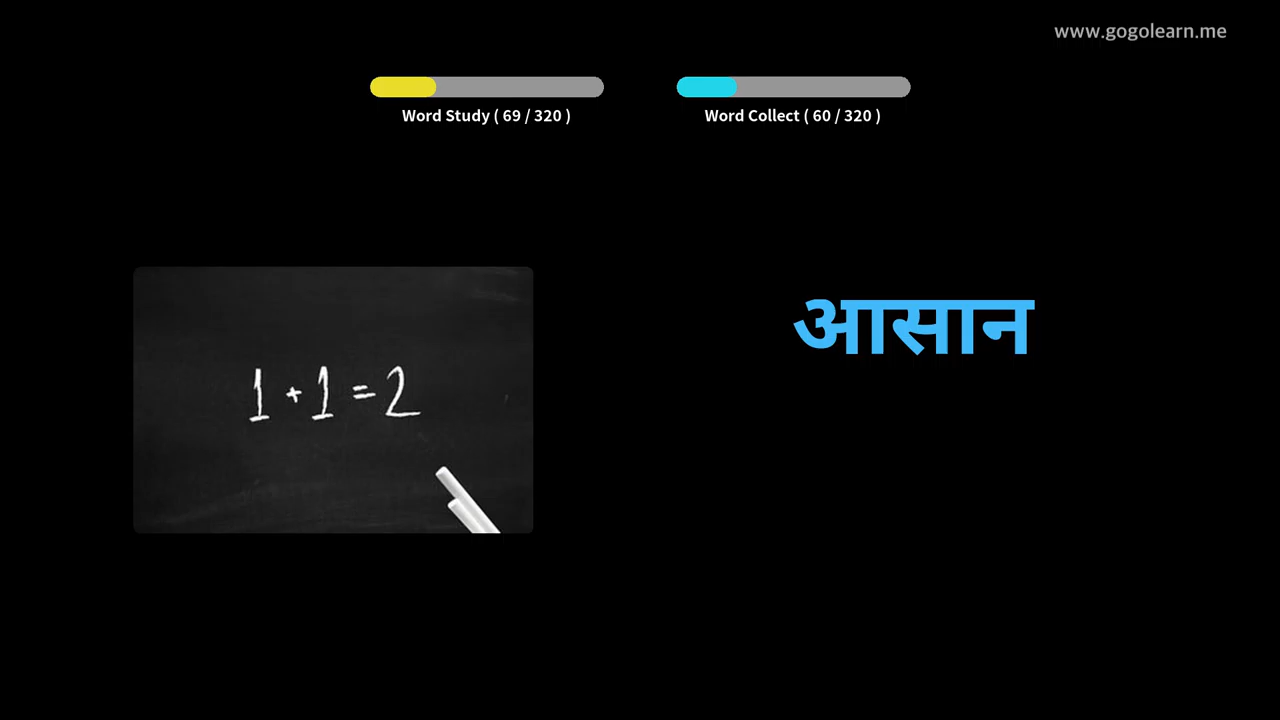 www.gogolearn.me
Word Study ( 69 / 320 )
Word Collect ( 60 / 320 )
आसान
1 + 1 = 2